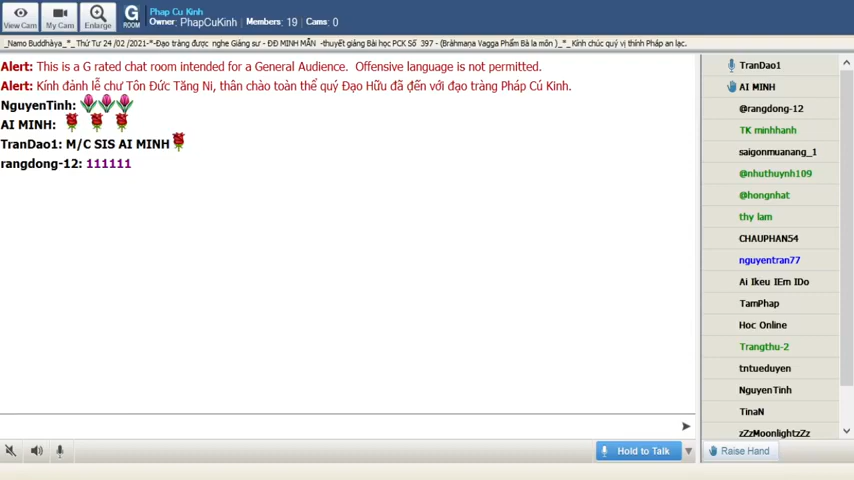 View Cam
My Cam
Enlarge
G
ROOM
Phap Cu Kinh
Owner: PhapCuKinh Members: 19 Cams: 0
_Namo Buddhàya_*_ Thứ Tư 24 /02 /2021-*-Đạo tràng được nghe Giảng sư - ĐĐ MINH MẪN -thuyết giảng Bài học PCK Số 397 - (Bràhmaṇa Vagga Phẩm Bà la môn )_*_ Kính chúc quý vị thính Pháp an lạc.
Alert: This is a G rated chat room intended for a General Audience. Offensive language is not permitted.
Alert: Kính đảnh lễ chư Tôn Đức Tăng Ni, thân chào toàn thể quý Đạo Hữu đã đến với đạo tràng Pháp Cú Kinh.
NguyenTinh:
AI MINH:
TranDao1: M/C SIS AI MINH
rangdong-12: 111111
TranDao1
AI MINH
@rangdong-12
TK minhhanh
saigonmuanang_1
@nhuthuynh109
@hongnhat
thy lam
CHAUPHAN54
nguyentran77
Ai Ikeu IEm IDo
TamPhap
Hoc Online
Trangthu-2
tntueduyen
NguyenTinh
TinaN
zZzMoonlightzZz
Hold to Talk
Raise Hand